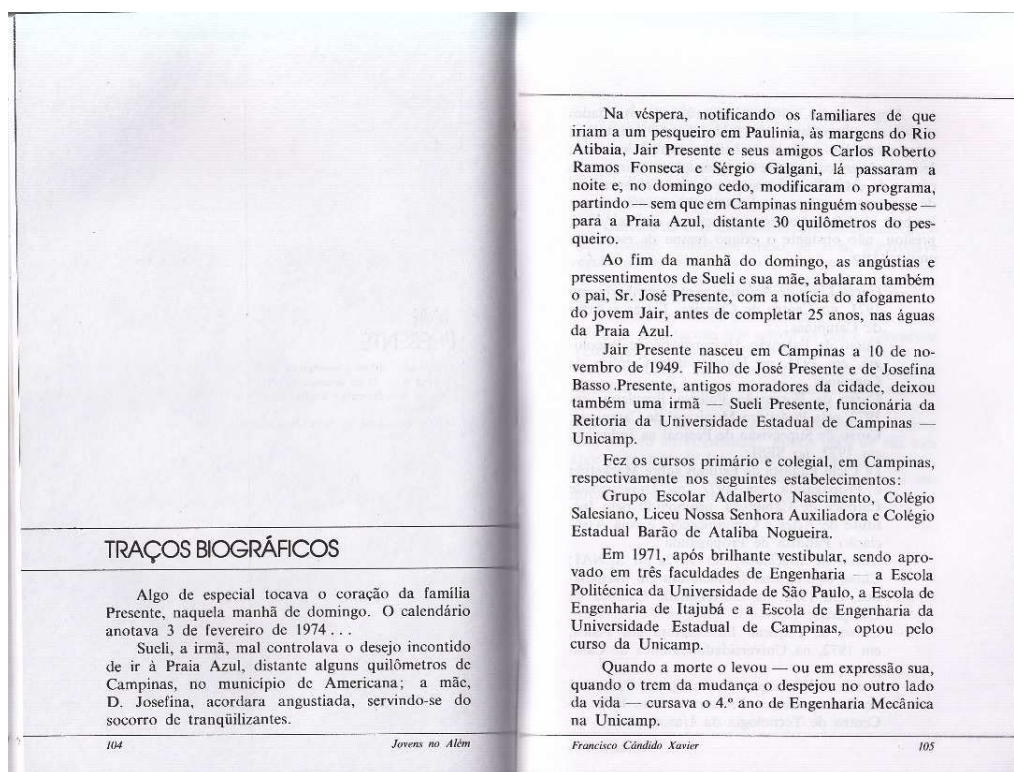 TRAÇOS BIOGRÁFICOS
Algo de especial tocava o coração da família
Presente, naquela manhã de domingo. O calendário
anotava 3 de fevereiro de 1974...
Sueli, a irmã, mal controlava o desejo incontido
de ir à Praia Azul, distante alguns quilômetros de
Campinas, no município de Americana; a mãe,
D. Josefina, acordara angustiada, servindo-se do
socorro de tranqüilizantes.
104 Jovens no Além
Na véspera, notificando os familiares de que
iriam a um pesqueiro em Paulinia, às margens do Rio
Atibaia, Jair Presente e seus amigos Carlos Roberto
Ramos Fonseca e Sérgio Galgani, lá passaram a
noite e, no domingo cedo, modificaram o programa,
partindo — sem que em Campinas ninguém soubesse —
para a Praia Azul, distante 30 quilômetros do pes-
queiro.
Ao fim da manhã do domingo, as angústias e
pressentimentos de Sueli e sua mãe, abalaram também
o pai, Sr. José Presente, com a notícia do afogamento
do jovem Jair, antes de completar 25 anos, nas águas
da Praia Azul.
Jair Presente nasceu em Campinas a 10 de no-
vembro de 1949. Filho de José Presente e de Josefina
Basso .Presente, antigos moradores da cidade, deixou
também uma irmã — Sueli Presente, funcionária da
Reitoria da Universidade Estadual de Campinas —
Unicamp.
Fez os cursos primário e colegial, em Campinas,
respectivamente nos seguintes estabelecimentos:
Grupo Escolar Adalberto Nascimento, Colégio
Salesiano, Liceu Nossa Senhora Auxiliadora e Colégio
Estadual Barão de Ataliba Nogueira.
Em 1971, após brilhante vestibular, sendo apro-
vado em três faculdades de Engenharia — a Escola
Politécnica da Universidade de São Paulo, a Escola de
Engenharia de Itajubá e a Escola de Engenharia da
Universidade Estadual de Campinas, optou pelo
curso da Unicamp.
Quando a morte o levou — ou em expressão sua,
quando o trem da mudança o despejou no outro lado
da vida — cursava o 4.º ano de Engenharia Mecânica
na Unicamp.
Francisco Cândido Xavier 105